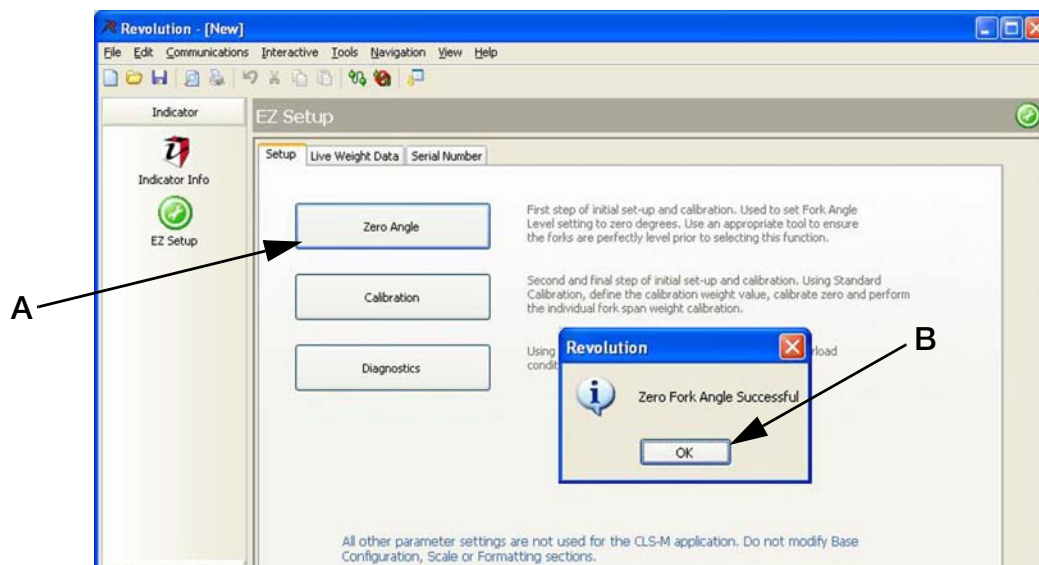 Revolution - [New]
File Edit Communications Interactive Tools Navigation View Help
Indicator
Indicator Info
EZ Setup
EZ Setup
Setup Live Weight Data Serial Number
Zero Angle
First step of initial set-up and calibration. Used to set Fork Angle
Level setting to zero degrees. Use an appropriate tool to ensure
the forks are perfectly level prior to selecting this function.
A
Calibration
Second and final step of initial set-up and calibration. Using Standard
Calibration, define the calibration weight value, calibrate zero and perform
the individual fork span weight calibration.
Diagnostics
Using
Revolution
B
Zero Fork Angle Successful
OK
All other parameter settings are not used for the CLS-M application. Do not modify Base
Configuration, Scale or Formatting sections.